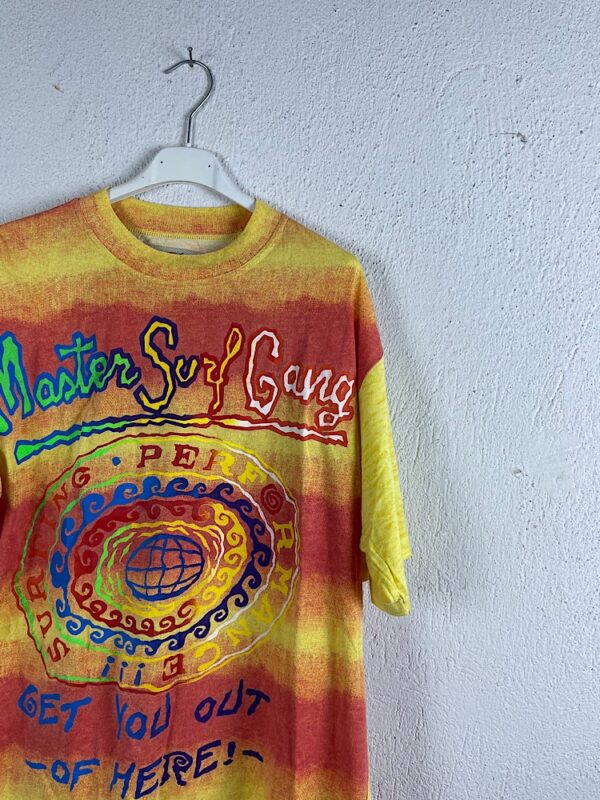 Master Surf Gang
SURFING · PERFORMANCE
¡¡¡
GET YOU OUT
-OF HERE!-